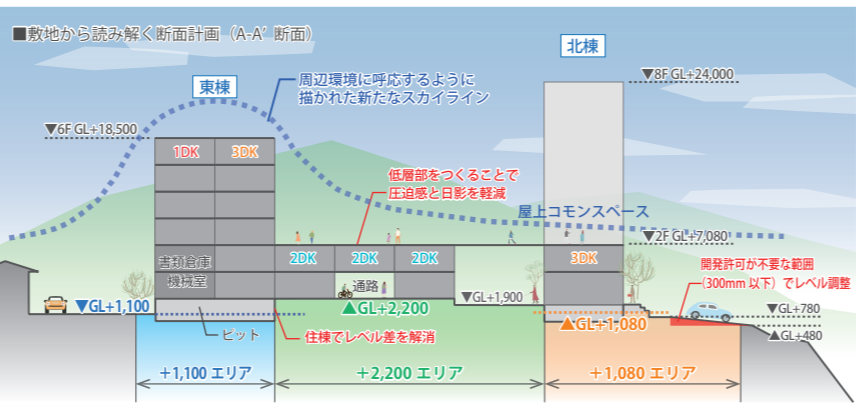 ■敷地から読み解く断面計画（A-A’ 断面）
北棟
▼8F GL+24,000
東棟
周辺環境に呼応するように
描かれた新たなスカイライン
▼6F GL+18,500
1DK
3DK
低層部をつくることで
圧迫感と日影を軽減
屋上コモンスペース
▼2F GL+7,080
書類倉庫
2DK
2DK
2DK
3DK
開発許可が不要な範囲
（300mm 以下）でレベル調整
機械室
通路
▼GL+1,100
▲GL+2,200
▼GL+1,900
▼GL+780
ピット
住棟でレベル差を解消
▲GL+1,080
▲GL+480
+1,100 エリア
+2,200 エリア
+1,080 エリア